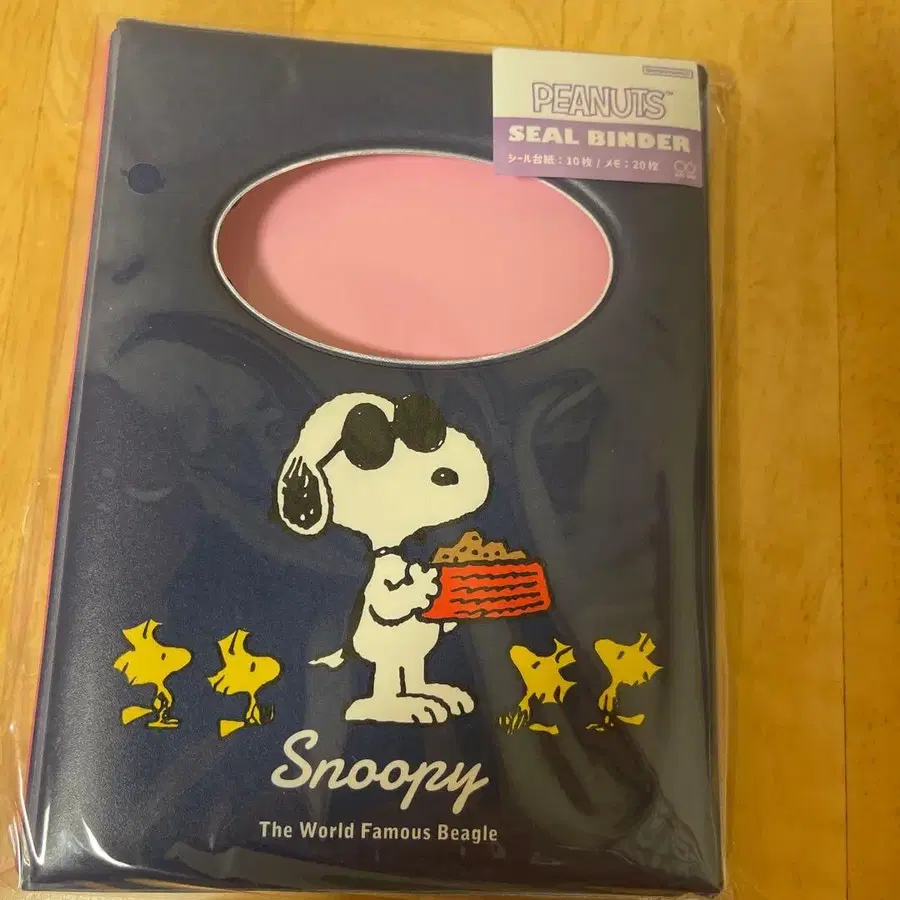 PEANUTS™
SEAL BINDER
シール台紙：10枚 / メモ：20枚
Snoopy
The World Famous Beagle